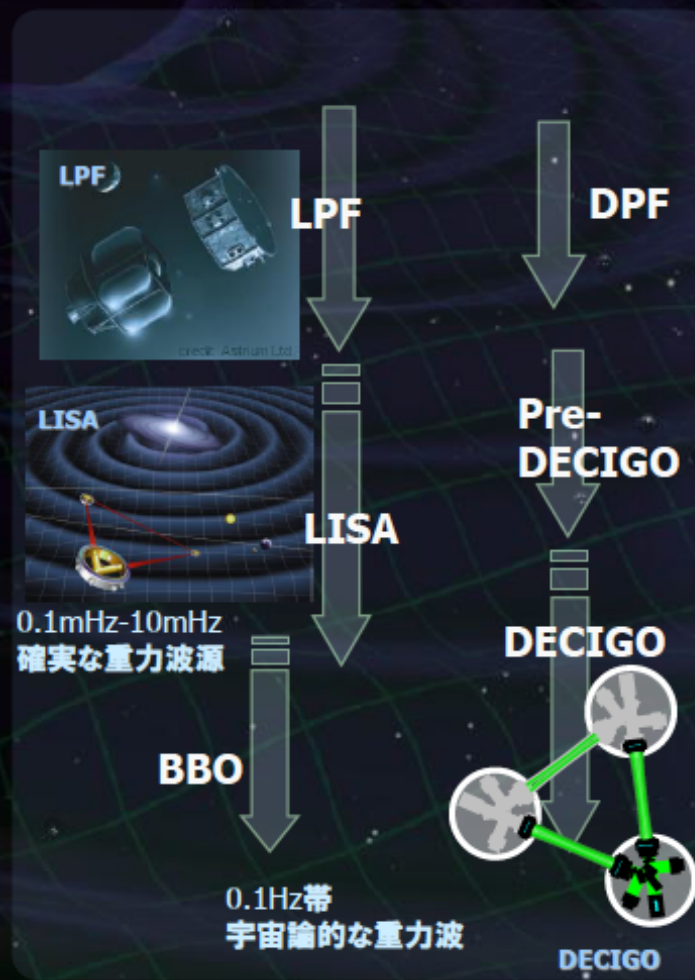 LPF
credit: Astrium Ltd
LPF
DPF
LISA
Pre-
DECIGO
LISA
0.1mHz-10mHz
確実な重力波源
DECIGO
BBO
0.1Hz帯
宇宙論的な重力波
DECIGO